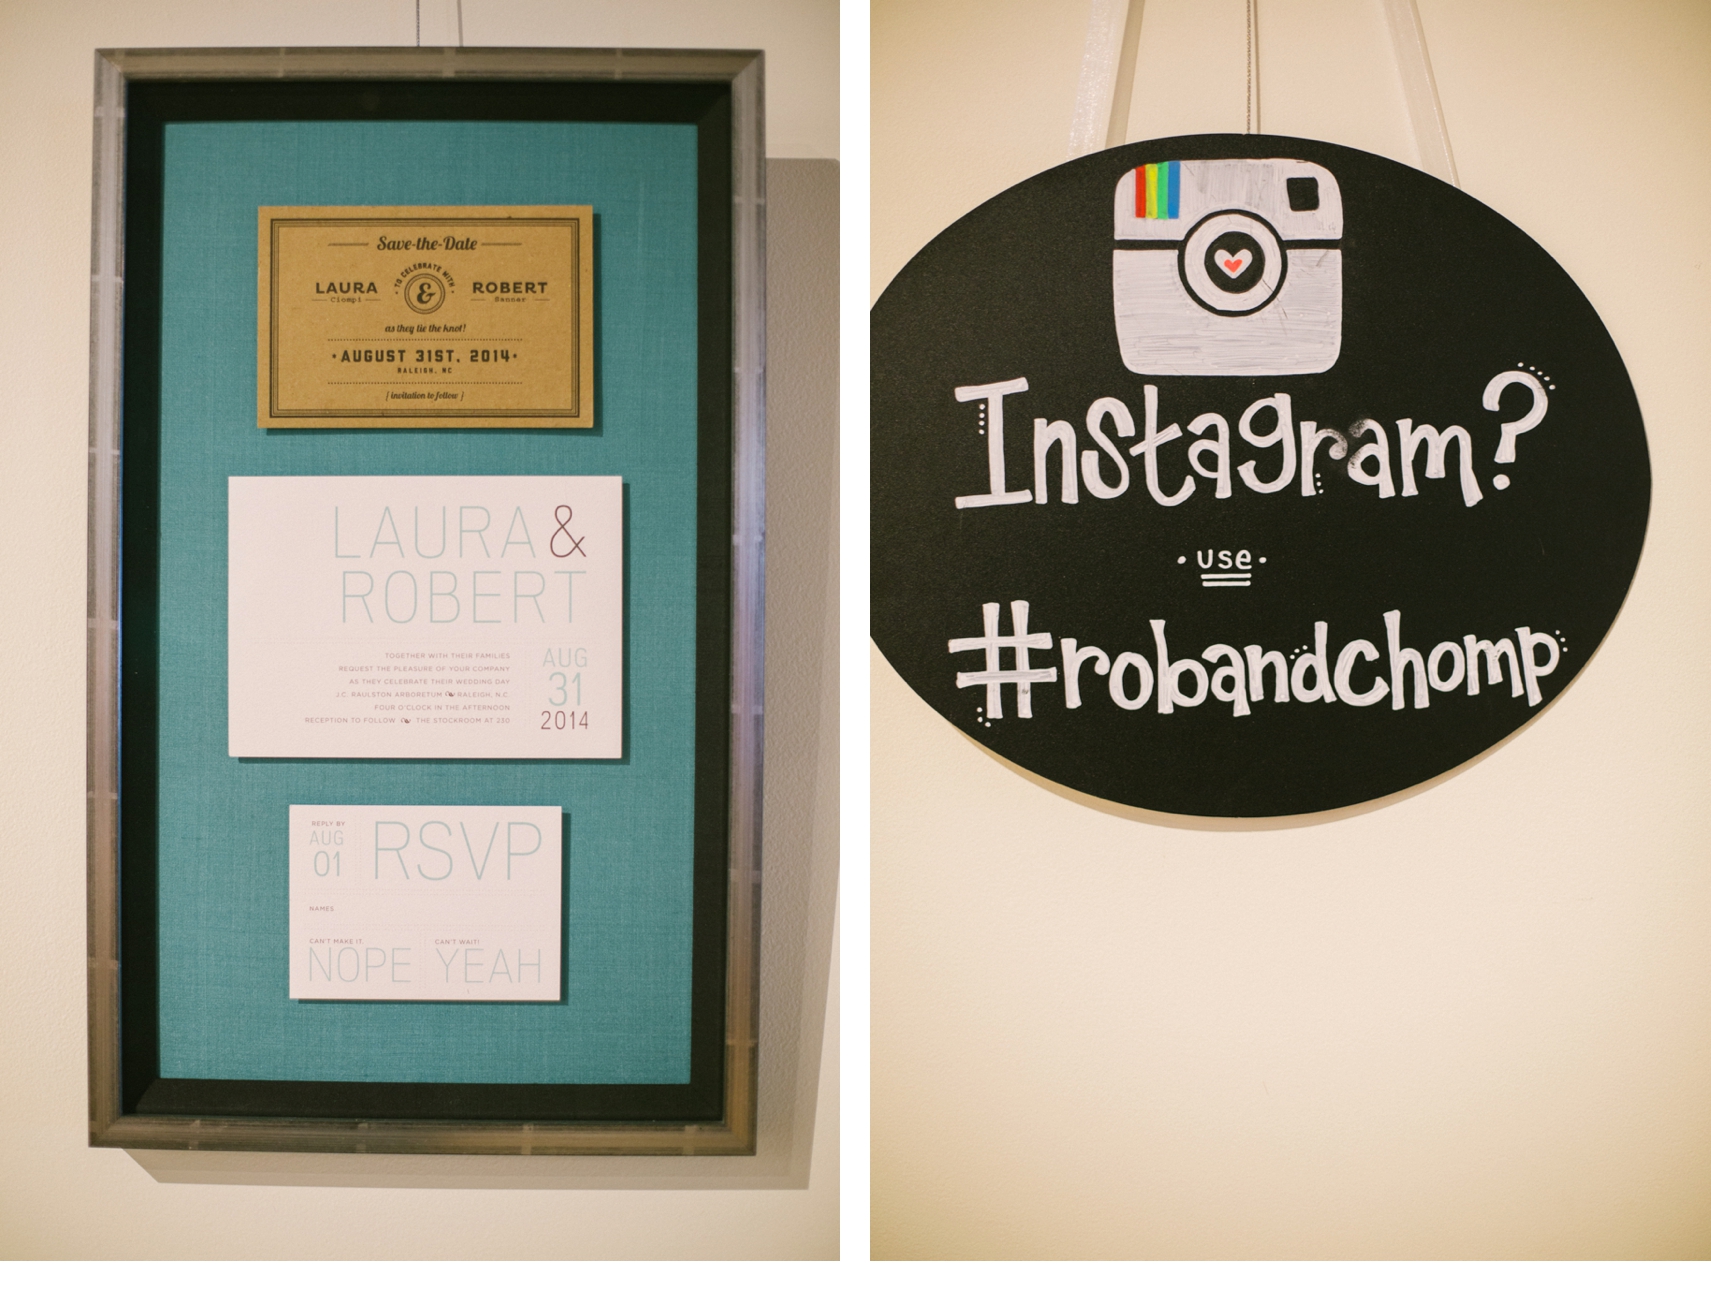 Save-the-Date
LAURA
Ciompi
TO CELEBRATE WITH
&
ROBERT
as they tie the knot!
AUGUST 31ST, 2014
RALEIGH, NC
[ invitation to follow ]
LAURA &
ROBERT
TOGETHER WITH THEIR FAMILIES
REQUEST THE PLEASURE OF YOUR COMPANY
AS THEY CELEBRATE THEIR WEDDING DAY
J.C. RAULSTON ARBORETUM RALEIGH, N.C.
FOUR O'CLOCK IN THE AFTERNOON
RECEPTION TO FOLLOW THE STOCKROOM AT 230
AUG
31
2014
REPLY BY
AUG
01
RSVP
NAMES
CAN'T MAKE IT.
NOPE
CAN'T WAIT!
YEAH
Instagram?
• use •
#robandchomp